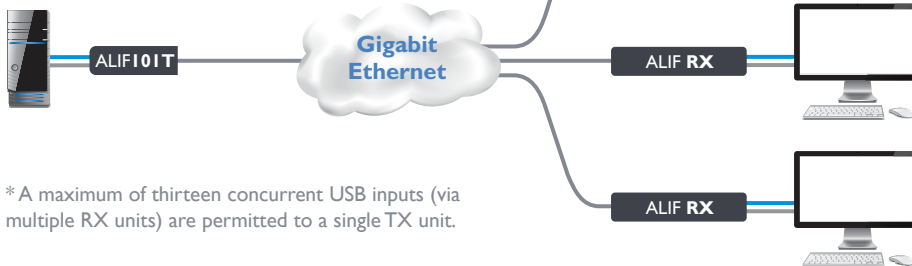 Gigabit
Ethernet
ALIF101T
ALIF RX
ALIF RX
* A maximum of thirteen concurrent USB inputs (via
multiple RX units) are permitted to a single TX unit.